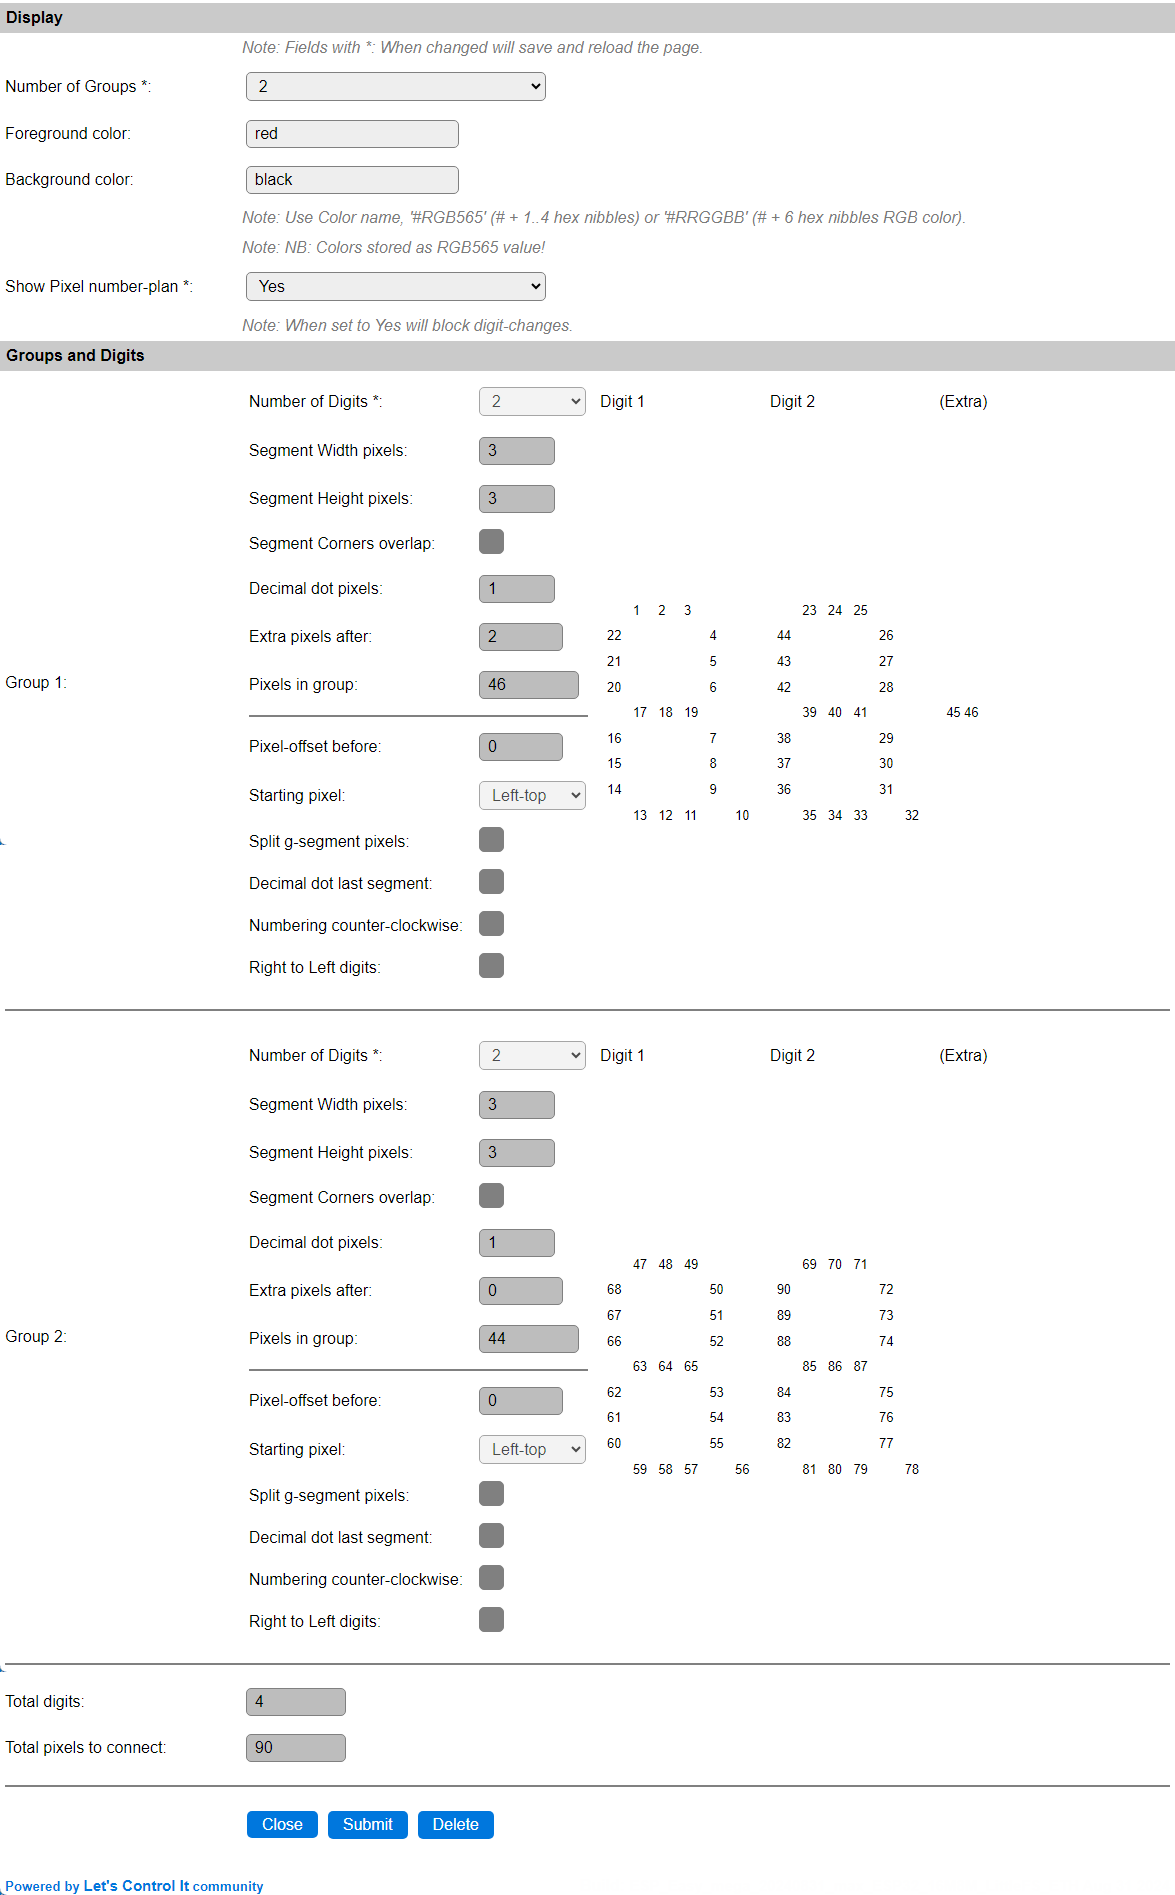 Display
Note: Fields with *: When changed will save and reload the page.
Number of Groups *: 2
Foreground color: red
Background color: black
Note: Use Color name, '#RGB565' (# + 1..4 hex nibbles) or '#RRGGBB' (# + 6 hex nibbles RGB color).
Note: NB: Colors stored as RGB565 value!
Show Pixel number-plan *: Yes
Note: When set to Yes will block digit-changes.
Groups and Digits
Number of Digits *: 2 Digit 1 Digit 2 (Extra)
Segment Width pixels: 3
Segment Height pixels: 3
Segment Corners overlap:
Decimal dot pixels: 1
1 2 3 23 24 25
Extra pixels after: 2 22 4 44 26
21 5 43 27
Group 1: Pixels in group: 46 20 6 42 28
17 18 19 39 40 41 45 46
Pixel-offset before: 0 16 7 38 29
15 8 37 30
Starting pixel: Left-top 14 9 36 31
13 12 11 10 35 34 33 32
Split g-segment pixels:
Decimal dot last segment:
Numbering counter-clockwise:
Right to Left digits:
Number of Digits *: 2 Digit 1 Digit 2 (Extra)
Segment Width pixels: 3
Segment Height pixels: 3
Segment Corners overlap:
Decimal dot pixels: 1
47 48 49 69 70 71
Extra pixels after: 0 68 50 90 72
67 51 89 73
Group 2: Pixels in group: 44 66 52 88 74
63 64 65 85 86 87
Pixel-offset before: 0 62 53 84 75
61 54 83 76
Starting pixel: Left-top 60 55 82 77
59 58 57 56 81 80 79 78
Split g-segment pixels:
Decimal dot last segment:
Numbering counter-clockwise:
Right to Left digits:
Total digits: 4
Total pixels to connect: 90
Close Submit Delete
Powered by Let's Control It community